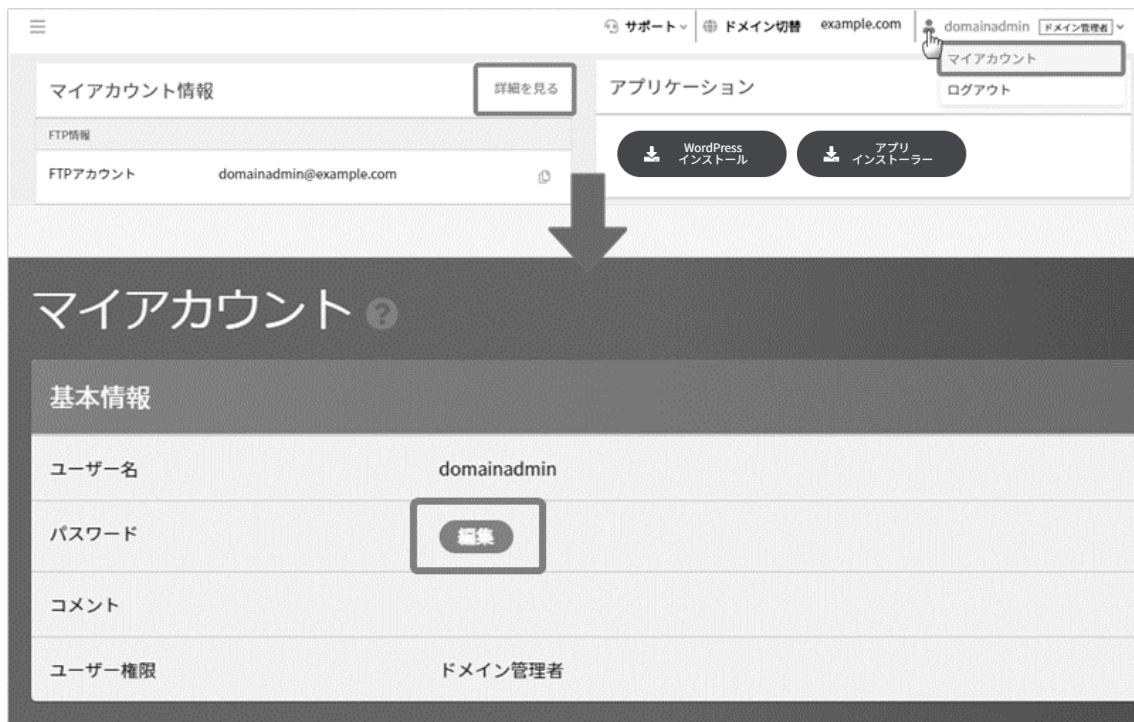 サポート ドメイン切替 example.com domainadmin ドメイン管理者
マイアカウント
ログアウト
マイアカウント情報 詳細を見る
アプリケーション
FTP情報
WordPress
インストール
アプリ
インストーラー
FTPアカウント domainadmin@example.com
マイアカウント ?
基本情報
ユーザー名 domainadmin
パスワード 編集
コメント
ユーザー権限 ドメイン管理者